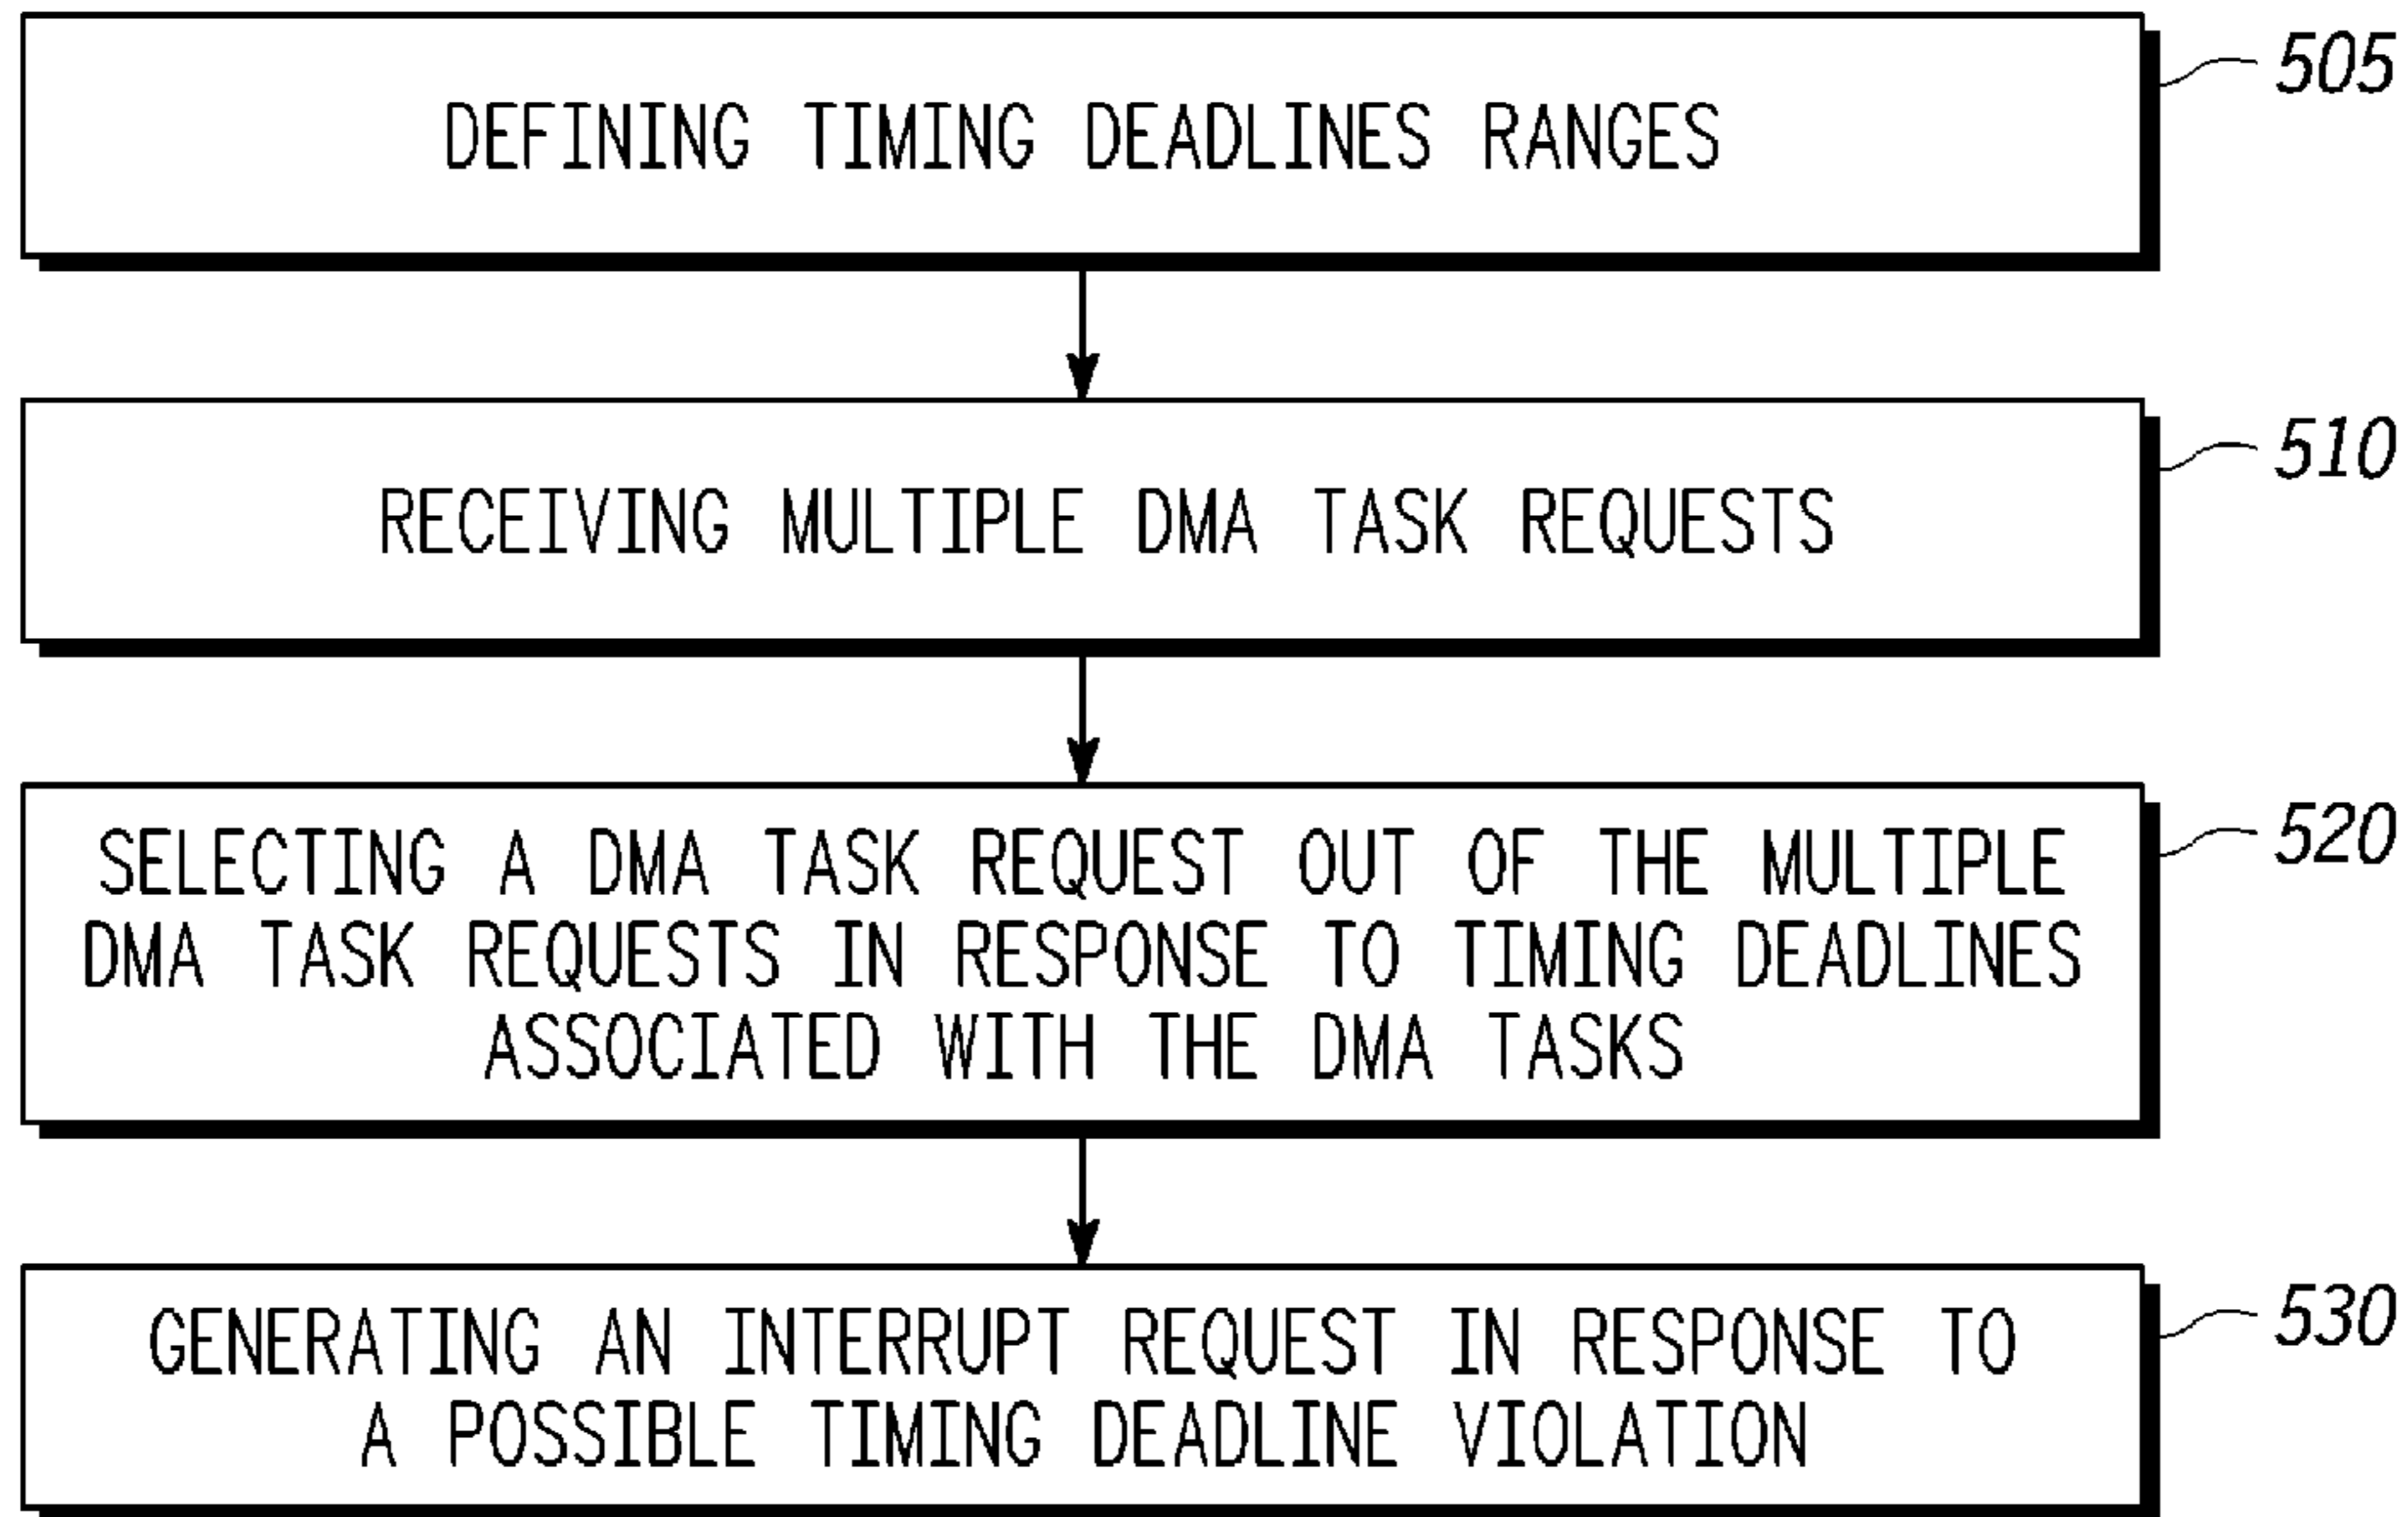 DEFINING TIMING DEADLINES RANGES
505
RECEIVING MULTIPLE DMA TASK REQUESTS
510
SELECTING A DMA TASK REQUEST OUT OF THE MULTIPLE
DMA TASK REQUESTS IN RESPONSE TO TIMING DEADLINES
ASSOCIATED WITH THE DMA TASKS
520
GENERATING AN INTERRUPT REQUEST IN RESPONSE TO
A POSSIBLE TIMING DEADLINE VIOLATION
530